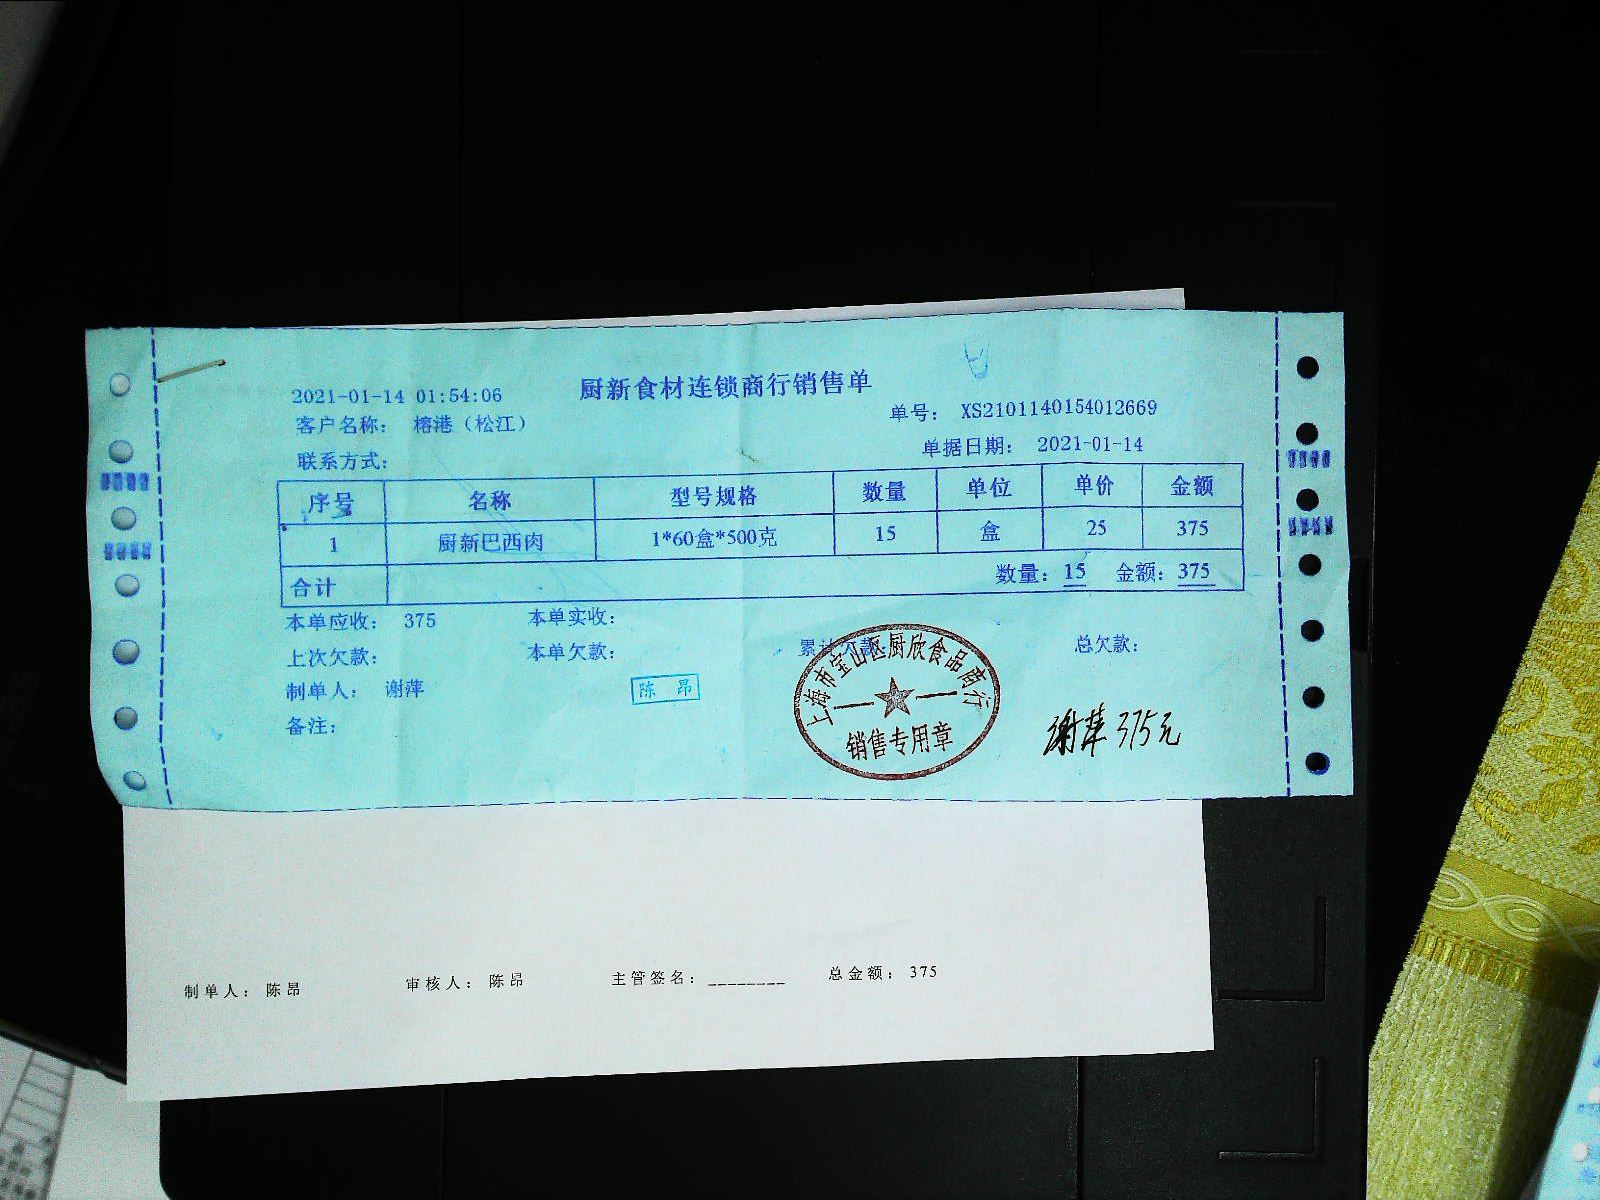 厨新食材连锁商行销售单
2021-01-14 01:54:06
单号: XS2101140154012669
客户名称: 榕港（松江）
单据日期: 2021-01-14
联系方式:
序号 名称 型号规格 数量 单位 单价 金额
1 厨新巴西肉 1*60盒*500克 15 盒 25 375
合计 数量: 15 金额: 375
本单应收: 375 本单实收:
上次欠款: 本单欠款: 累计欠款 总欠款:
制单人: 谢萍
陈昂
备注:
上海市宝山区厨欣食品商行
销售专用章
谢萍 375元
制单人: 陈昂 审核人: 陈昂 主管签名:________ 总金额: 375